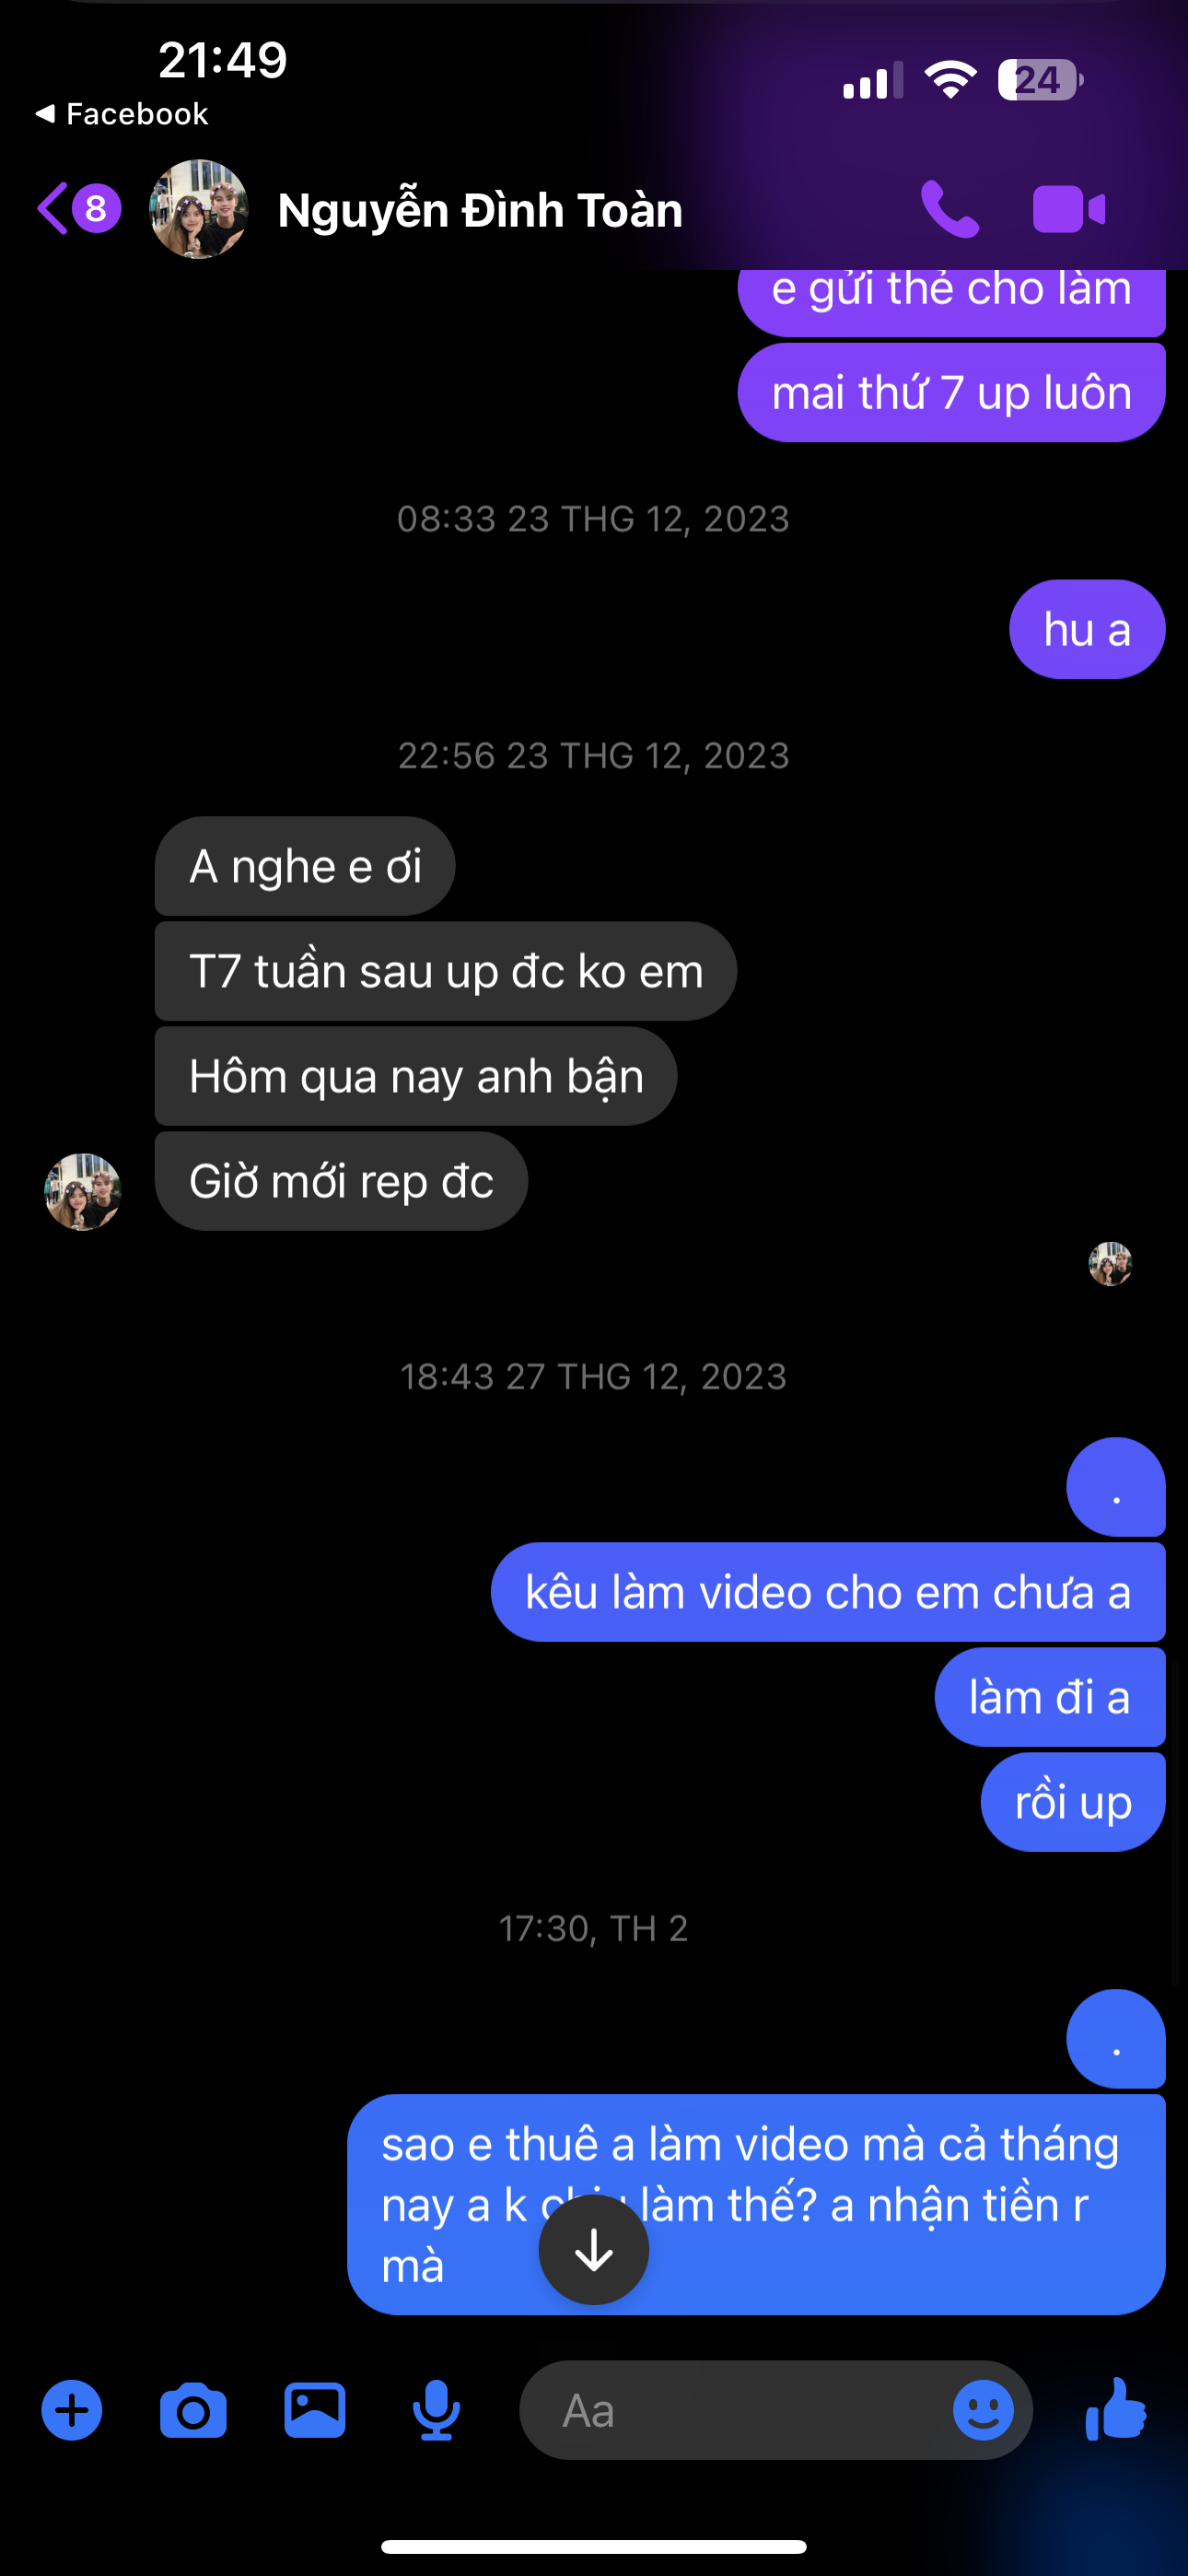 21:49
24
Facebook
8
Nguyễn Đình Toàn
e gửi thẻ cho làm
mai thứ 7 up luôn
08:33 23 THG 12, 2023
hu a
22:56 23 THG 12, 2023
A nghe e ơi
T7 tuần sau up đc ko em
Hôm qua nay anh bận
Giờ mới rep đc
18:43 27 THG 12, 2023
.
kêu làm video cho em chưa a
làm đi a
rồi up
17:30, TH 2
.
sao e thuê a làm video mà cả tháng
nay a k làm thế? a nhận tiền r
mà
Aa